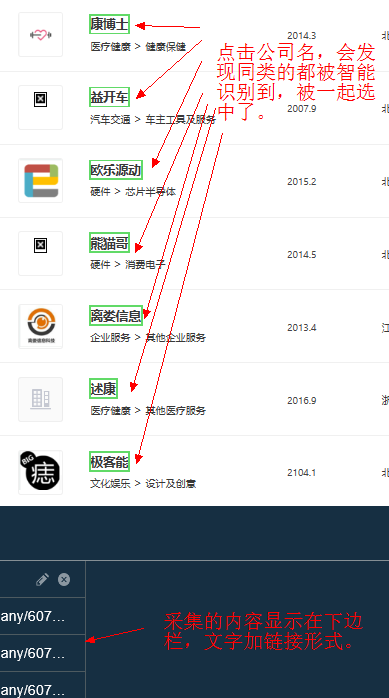 康博士
2014.3
医疗健康 > 健康保健
点击公司名，会发
现同类的都被智能
识别到，被一起选
中了。
益开车
2007.9
汽车交通 > 车主工具及服务
欧乐源动
2015.2
硬件 > 芯片半导体
熊猫哥
2014.5
硬件 > 消费电子
离娄信息
2013.4
江
企业服务 > 其他企业服务
离娄信息科技
述康
2016.9
浙
医疗健康 > 其他医疗服务
BIG
痣
极客能
2104.1
文化娱乐 > 设计及创意
any/607...
采集的内容显示在下边
栏，文字加链接形式。
any/607...
any/607...